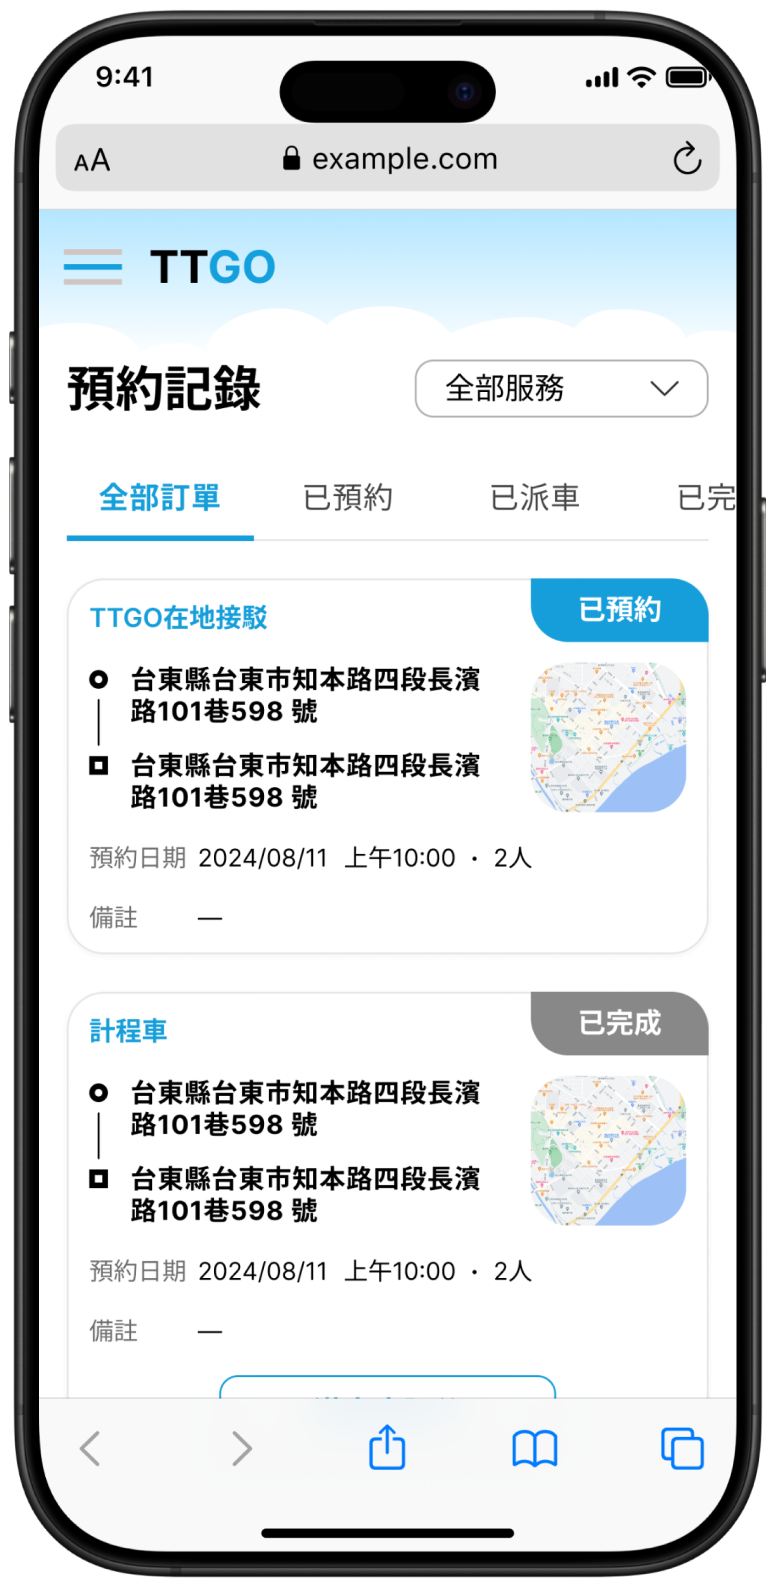 9:41
AA
example.com
TTGO
預約記錄
全部服務
全部訂單
已預約
已派車
已完
TTGO在地接駁
已預約
台東縣台東市知本路四段長濱
路101巷598 號
台東縣台東市知本路四段長濱
路101巷598 號
預約日期 2024/08/11 上午10:00 · 2人
備註 —
計程車
已完成
台東縣台東市知本路四段長濱
路101巷598 號
台東縣台東市知本路四段長濱
路101巷598 號
預約日期 2024/08/11 上午10:00 · 2人
備註 —